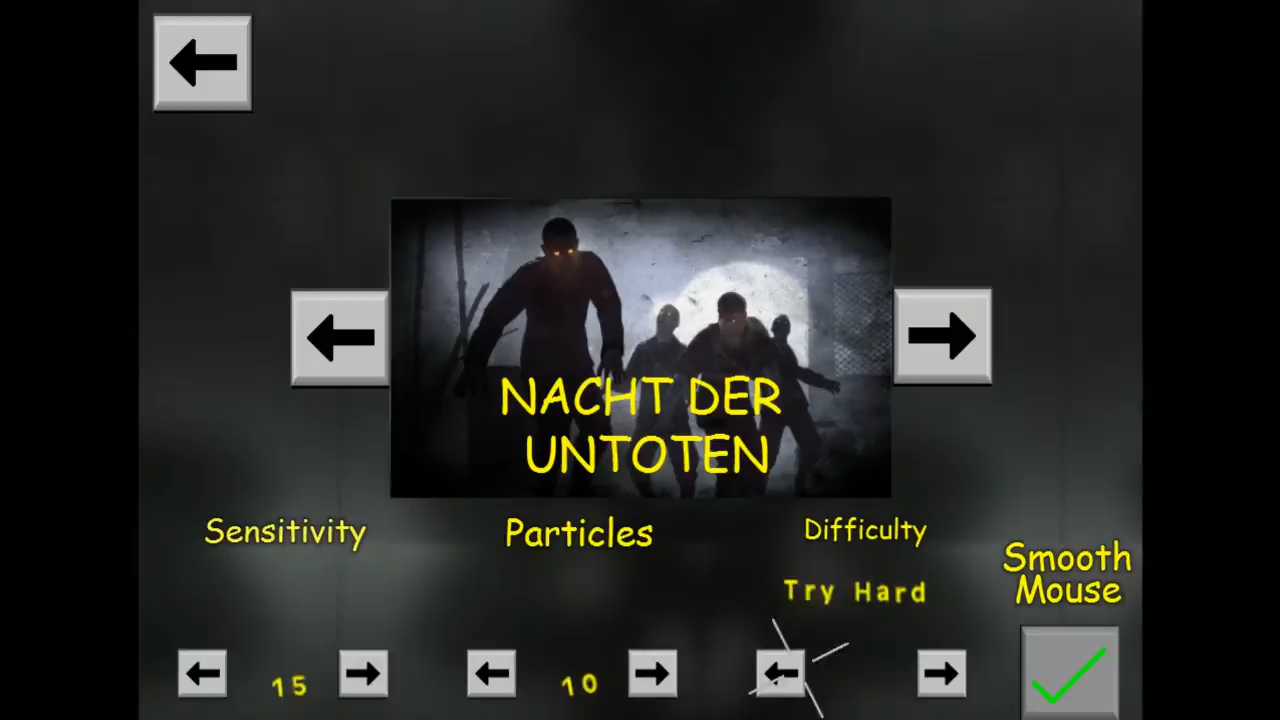 NACHT DER
UNTOTEN
Sensitivity
Particles
Difficulty
Smooth
Mouse
Try Hard
15
10